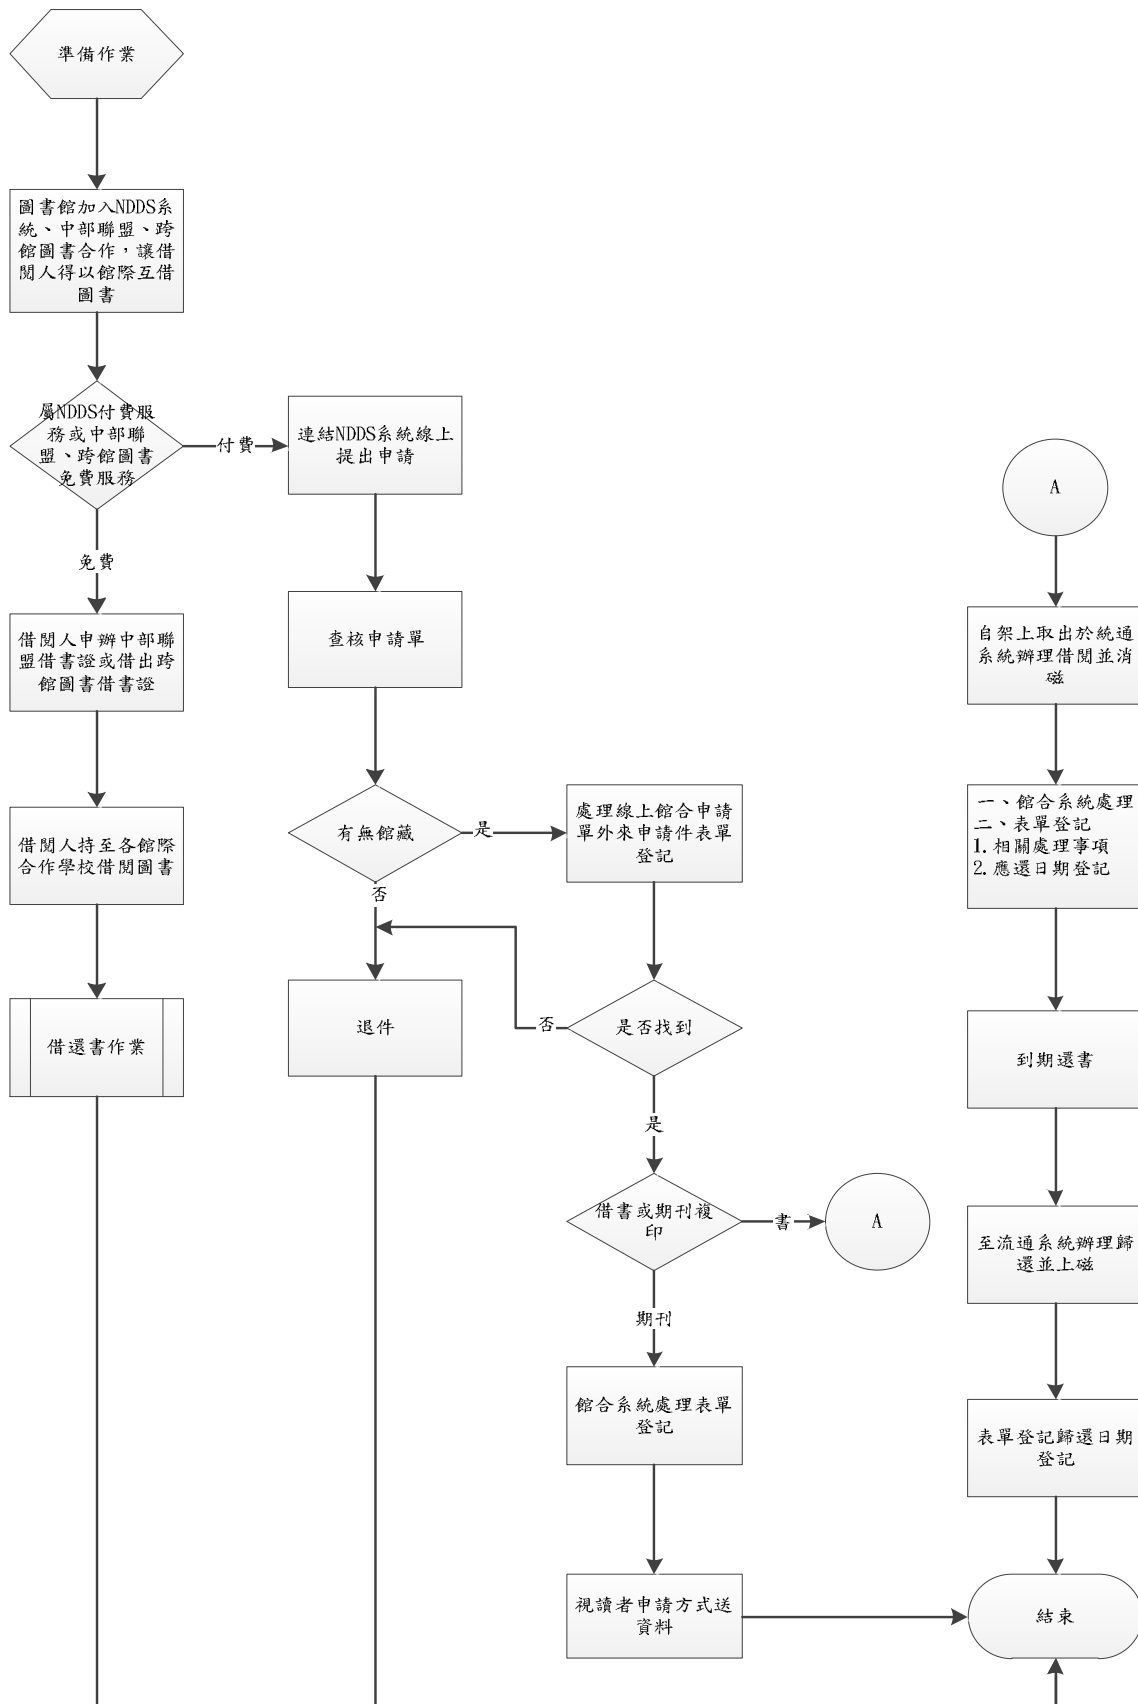 準備作業
圖書館加入NDDS系
統、中部聯盟、跨
館圖書合作，讓借
閱人得以館際互借
圖書
屬NDDS付費服
務或中部聯
盟、跨館圖書
免費服務
付費
連結NDDS系統線上
提出申請
免費
查核申請單
借閱人申辦中部聯
盟借書證或借出跨
館圖書借書證
有無館藏
是
處理線上館合申請
單外來申請件表單
登記
否
借閱人持至各館際
合作學校借閱圖書
借還書作業
退件
否
是否找到
是
借書或期刊複
印
書
A
期刊
館合系統處理表單
登記
視讀者申請方式送
資料
A
自架上取出於統通
系統辦理借閱並消
磁
一、館合系統處理
二、表單登記
1.相關處理事項
2.應還日期登記
到期還書
至流通系統辦理歸
還並上磁
表單登記歸還日期
登記
結束